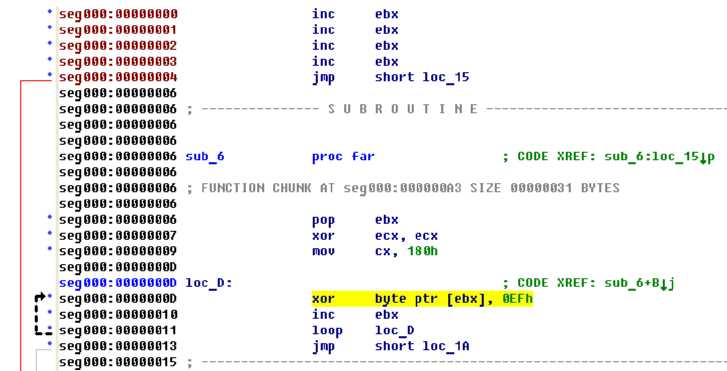 seg000:00000000 inc ebx
seg000:00000001 inc ebx
seg000:00000002 inc ebx
seg000:00000003 inc ebx
seg000:00000004 jmp short loc_15
seg000:00000006
seg000:00000006 ; --------------- S U B R O U T I N E ---------------------------------------
seg000:00000006
seg000:00000006
seg000:00000006 sub_6 proc far ; CODE XREF: sub_6:loc_15↓p
seg000:00000006
seg000:00000006 ; FUNCTION CHUNK AT seg000:000000A3 SIZE 00000031 BYTES
seg000:00000006
seg000:00000006 pop ebx
seg000:00000007 xor ecx, ecx
seg000:00000009 mov cx, 180h
seg000:0000000D
seg000:0000000D loc_D: ; CODE XREF: sub_6+B↓j
seg000:0000000D xor byte ptr [ebx], 0EFh
seg000:00000010 inc ebx
seg000:00000011 loop loc_D
seg000:00000013 jmp short loc_1A
seg000:00000015 ; ---------------------------------------------------------------------------